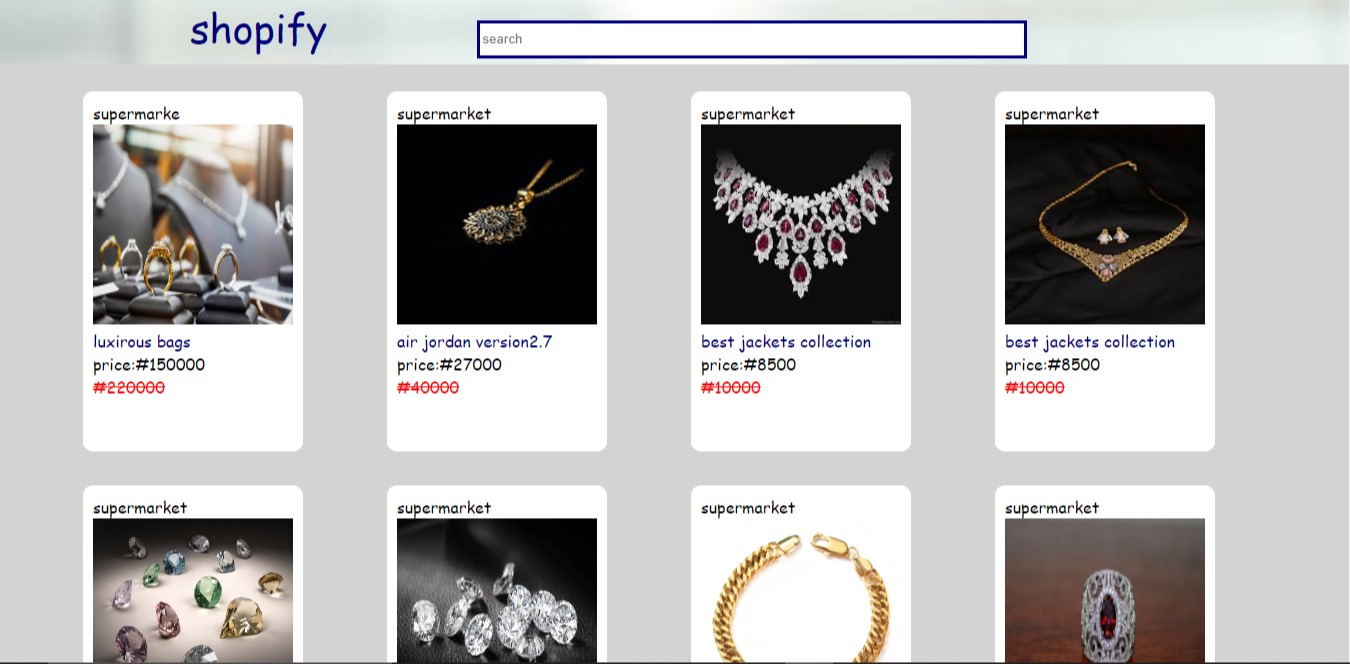 shopify
search
supermarke
supermarket
supermarket
supermarket
luxirous bags
air jordan version2.7
best jackets collection
best jackets collection
price:#150000
price:#27000
price:#8500
price:#8500
#220000
#40000
#10000
#10000
supermarket
supermarket
supermarket
supermarket